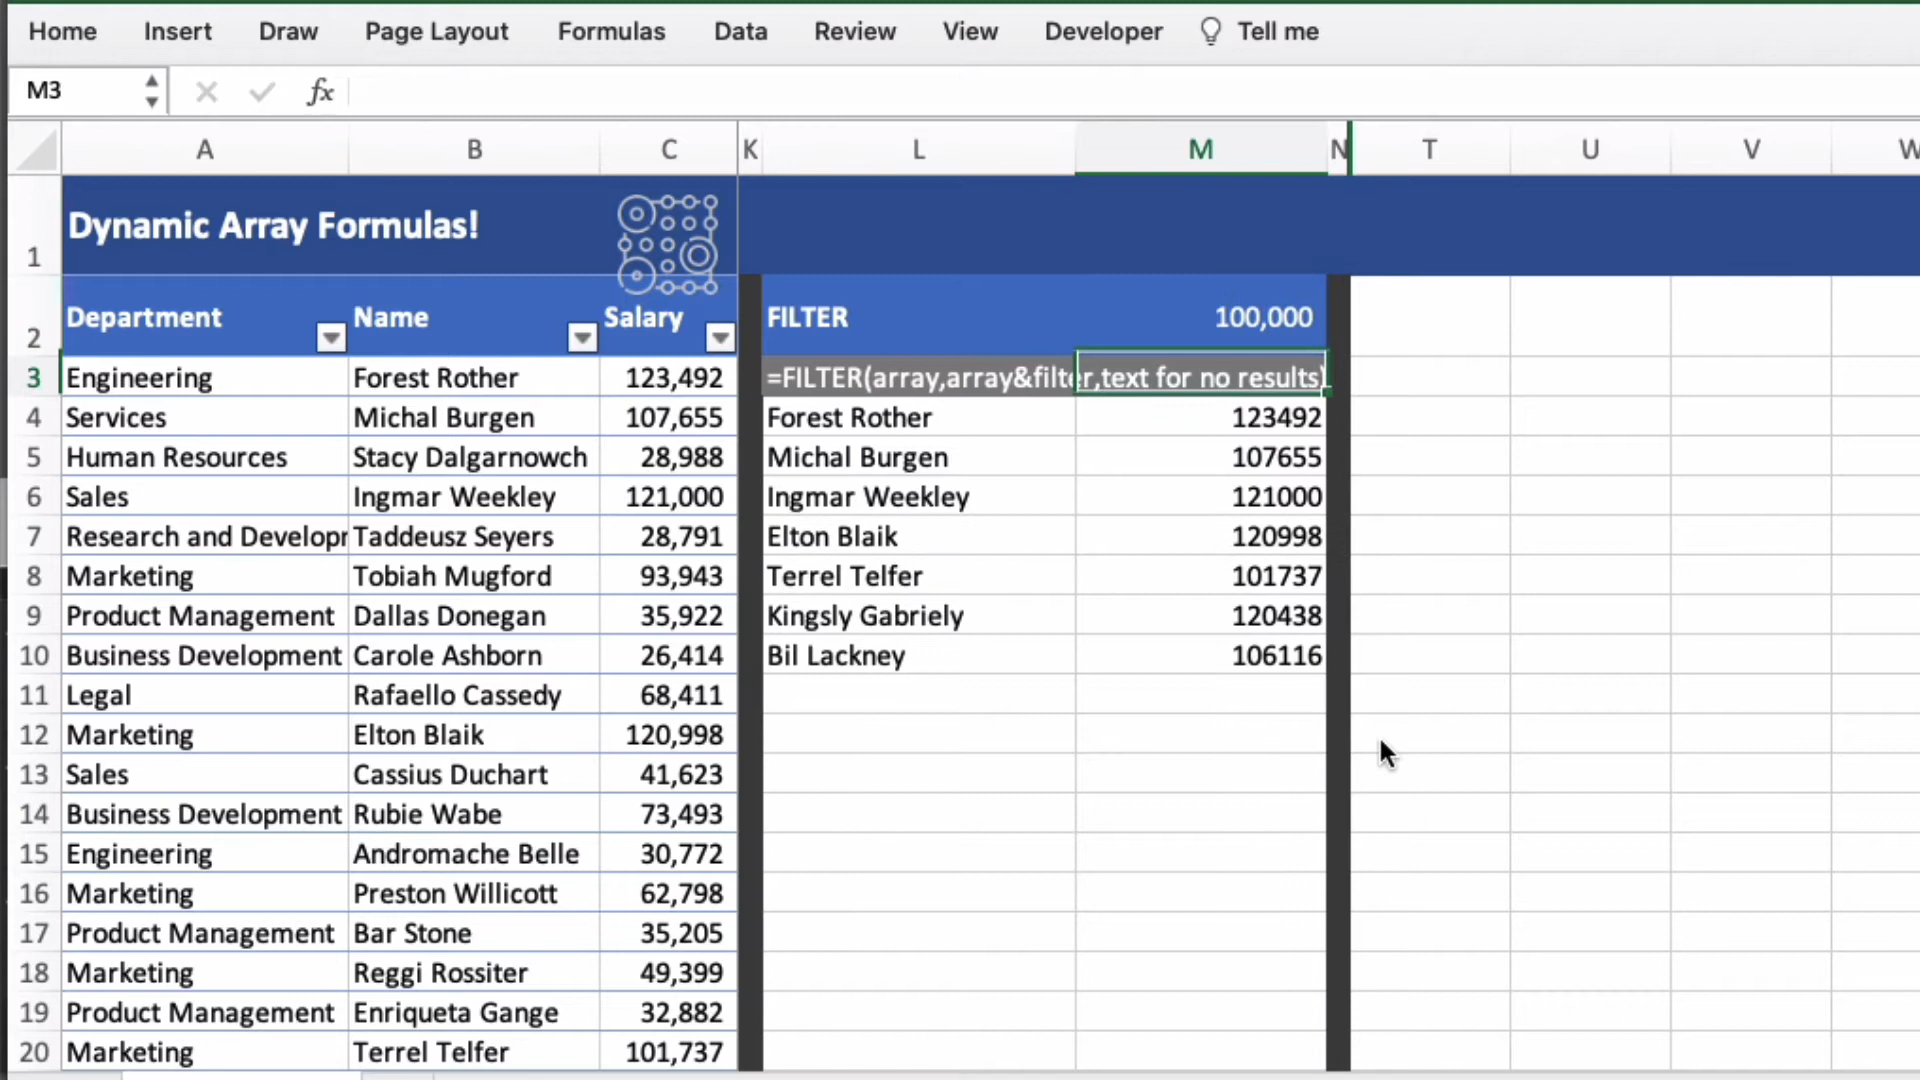 Home Insert Draw Page Layout Formulas Data Review View Developer Tell me
M3 fx
A B C K L M N T U V W
1 Dynamic Array Formulas!
2 Department Name Salary FILTER 100,000
3 Engineering Forest Rother 123,492 =FILTER(array,array&filter,text for no results)
4 Services Michal Burgen 107,655 Forest Rother 123492
5 Human Resources Stacy Dalgarnowch 28,988 Michal Burgen 107655
6 Sales Ingmar Weekley 121,000 Ingmar Weekley 121000
7 Research and Develop Taddeusz Seyers 28,791 Elton Blaik 120998
8 Marketing Tobiah Mugford 93,943 Terrel Telfer 101737
9 Product Management Dallas Donegan 35,922 Kingsly Gabriely 120438
10 Business Development Carole Ashborn 26,414 Bil Lackney 106116
11 Legal Rafaello Cassedy 68,411
12 Marketing Elton Blaik 120,998
13 Sales Cassius Duchart 41,623
14 Business Development Rubie Wabe 73,493
15 Engineering Andromache Belle 30,772
16 Marketing Preston Willicott 62,798
17 Product Management Bar Stone 35,205
18 Marketing Reggi Rossiter 49,399
19 Product Management Enriqueta Gange 32,882
20 Marketing Terrel Telfer 101,737